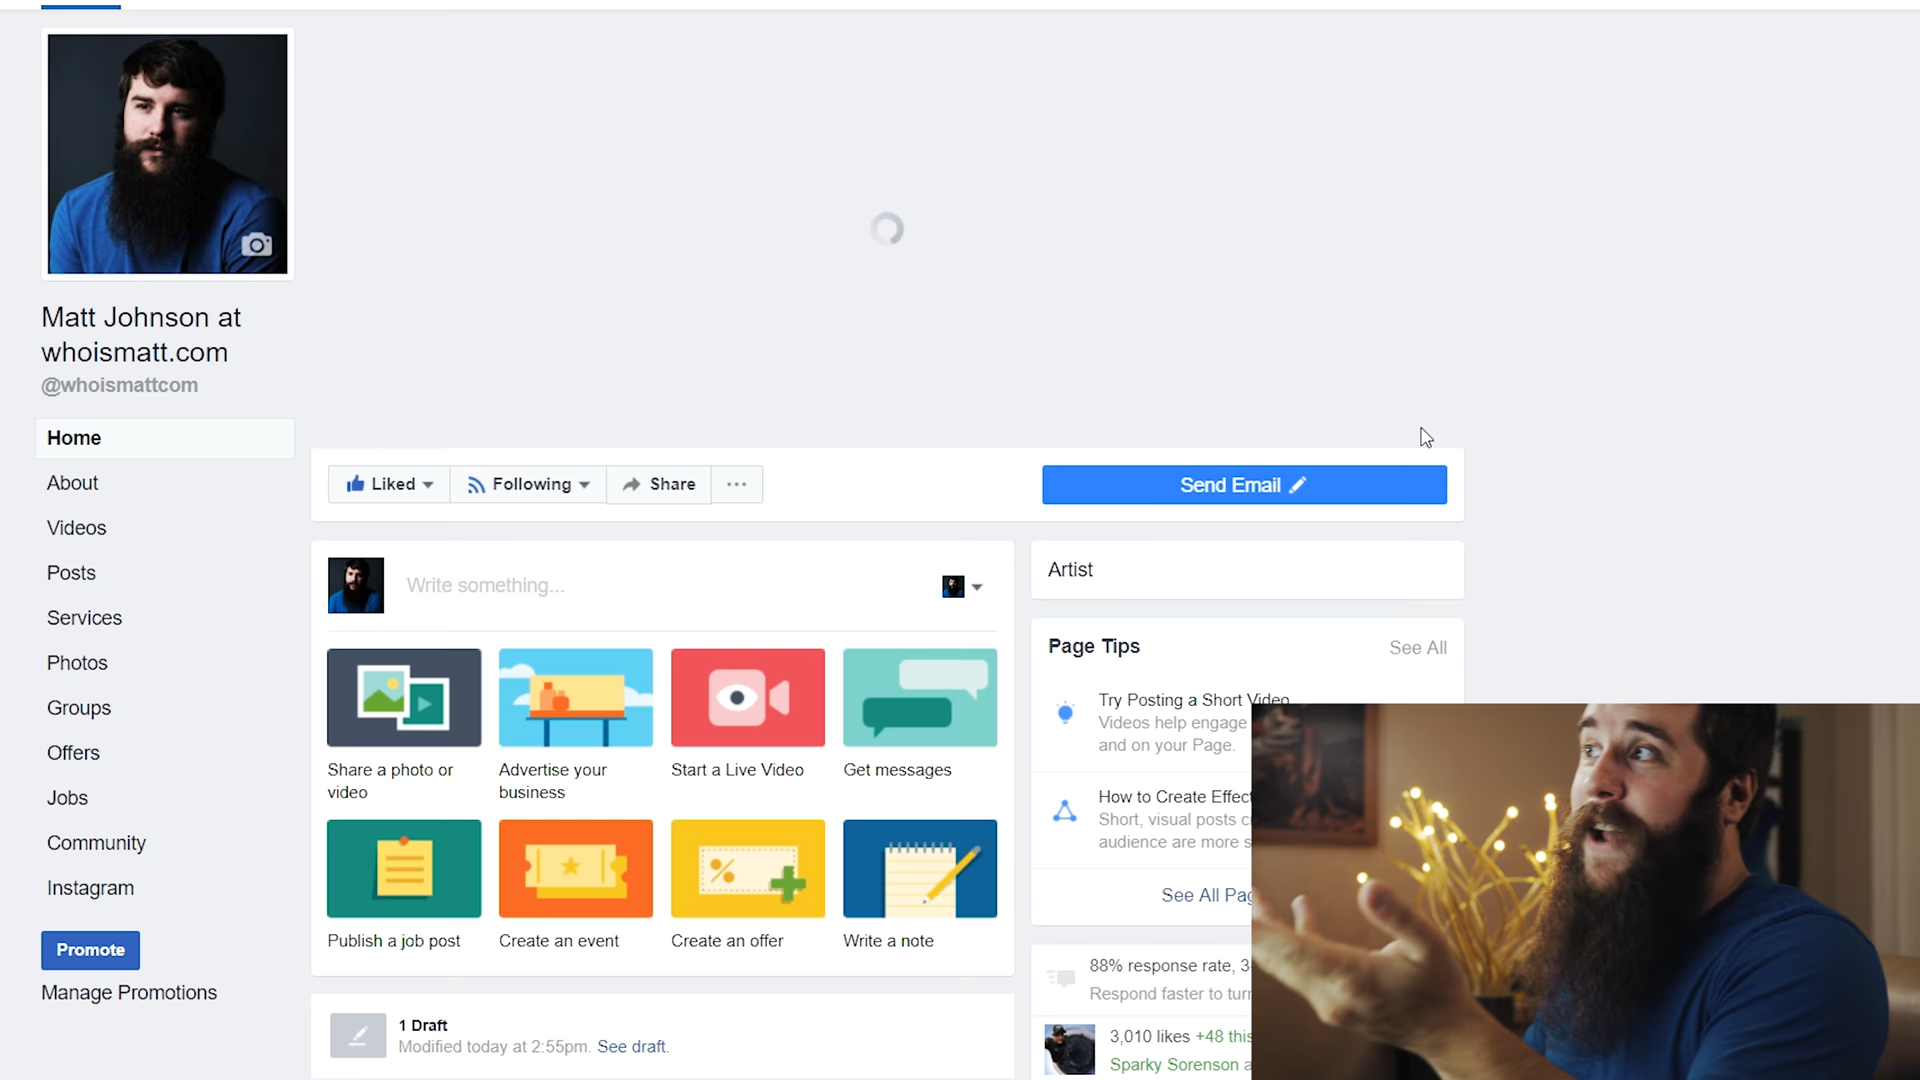 Matt Johnson at
whoismatt.com
@whoismattcom
Home
About
Videos
Posts
Services
Photos
Groups
Offers
Jobs
Community
Instagram
Promote
Manage Promotions
Liked
Following
Share
Send Email
Write something...
Share a photo or
video
Advertise your
business
Start a Live Video
Get messages
Publish a job post
Create an event
Create an offer
Write a note
1 Draft
Modified today at 2:55pm. See draft.
Artist
Page Tips
See All
Try Posting a Short Video
Videos help engage
and on your Page.
How to Create
Short, visual posts
audience are more
See All
88% response rate,
Respond faster to
3,010 likes +48
Sparky Sorenson